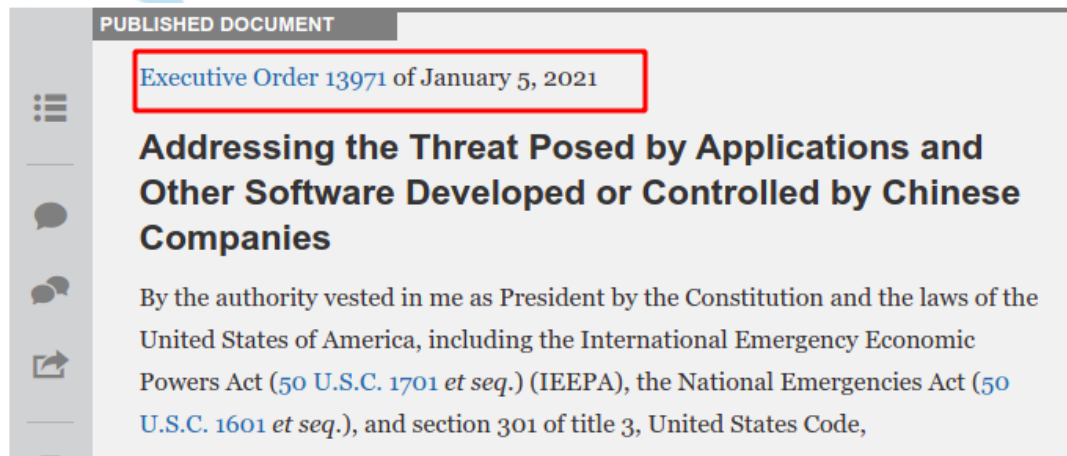 PUBLISHED DOCUMENT
Executive Order 13971 of January 5, 2021
Addressing the Threat Posed by Applications and
Other Software Developed or Controlled by Chinese
Companies
By the authority vested in me as President by the Constitution and the laws of the
United States of America, including the International Emergency Economic
Powers Act (50 U.S.C. 1701 et seq.) (IEEPA), the National Emergencies Act (50
U.S.C. 1601 et seq.), and section 301 of title 3, United States Code,